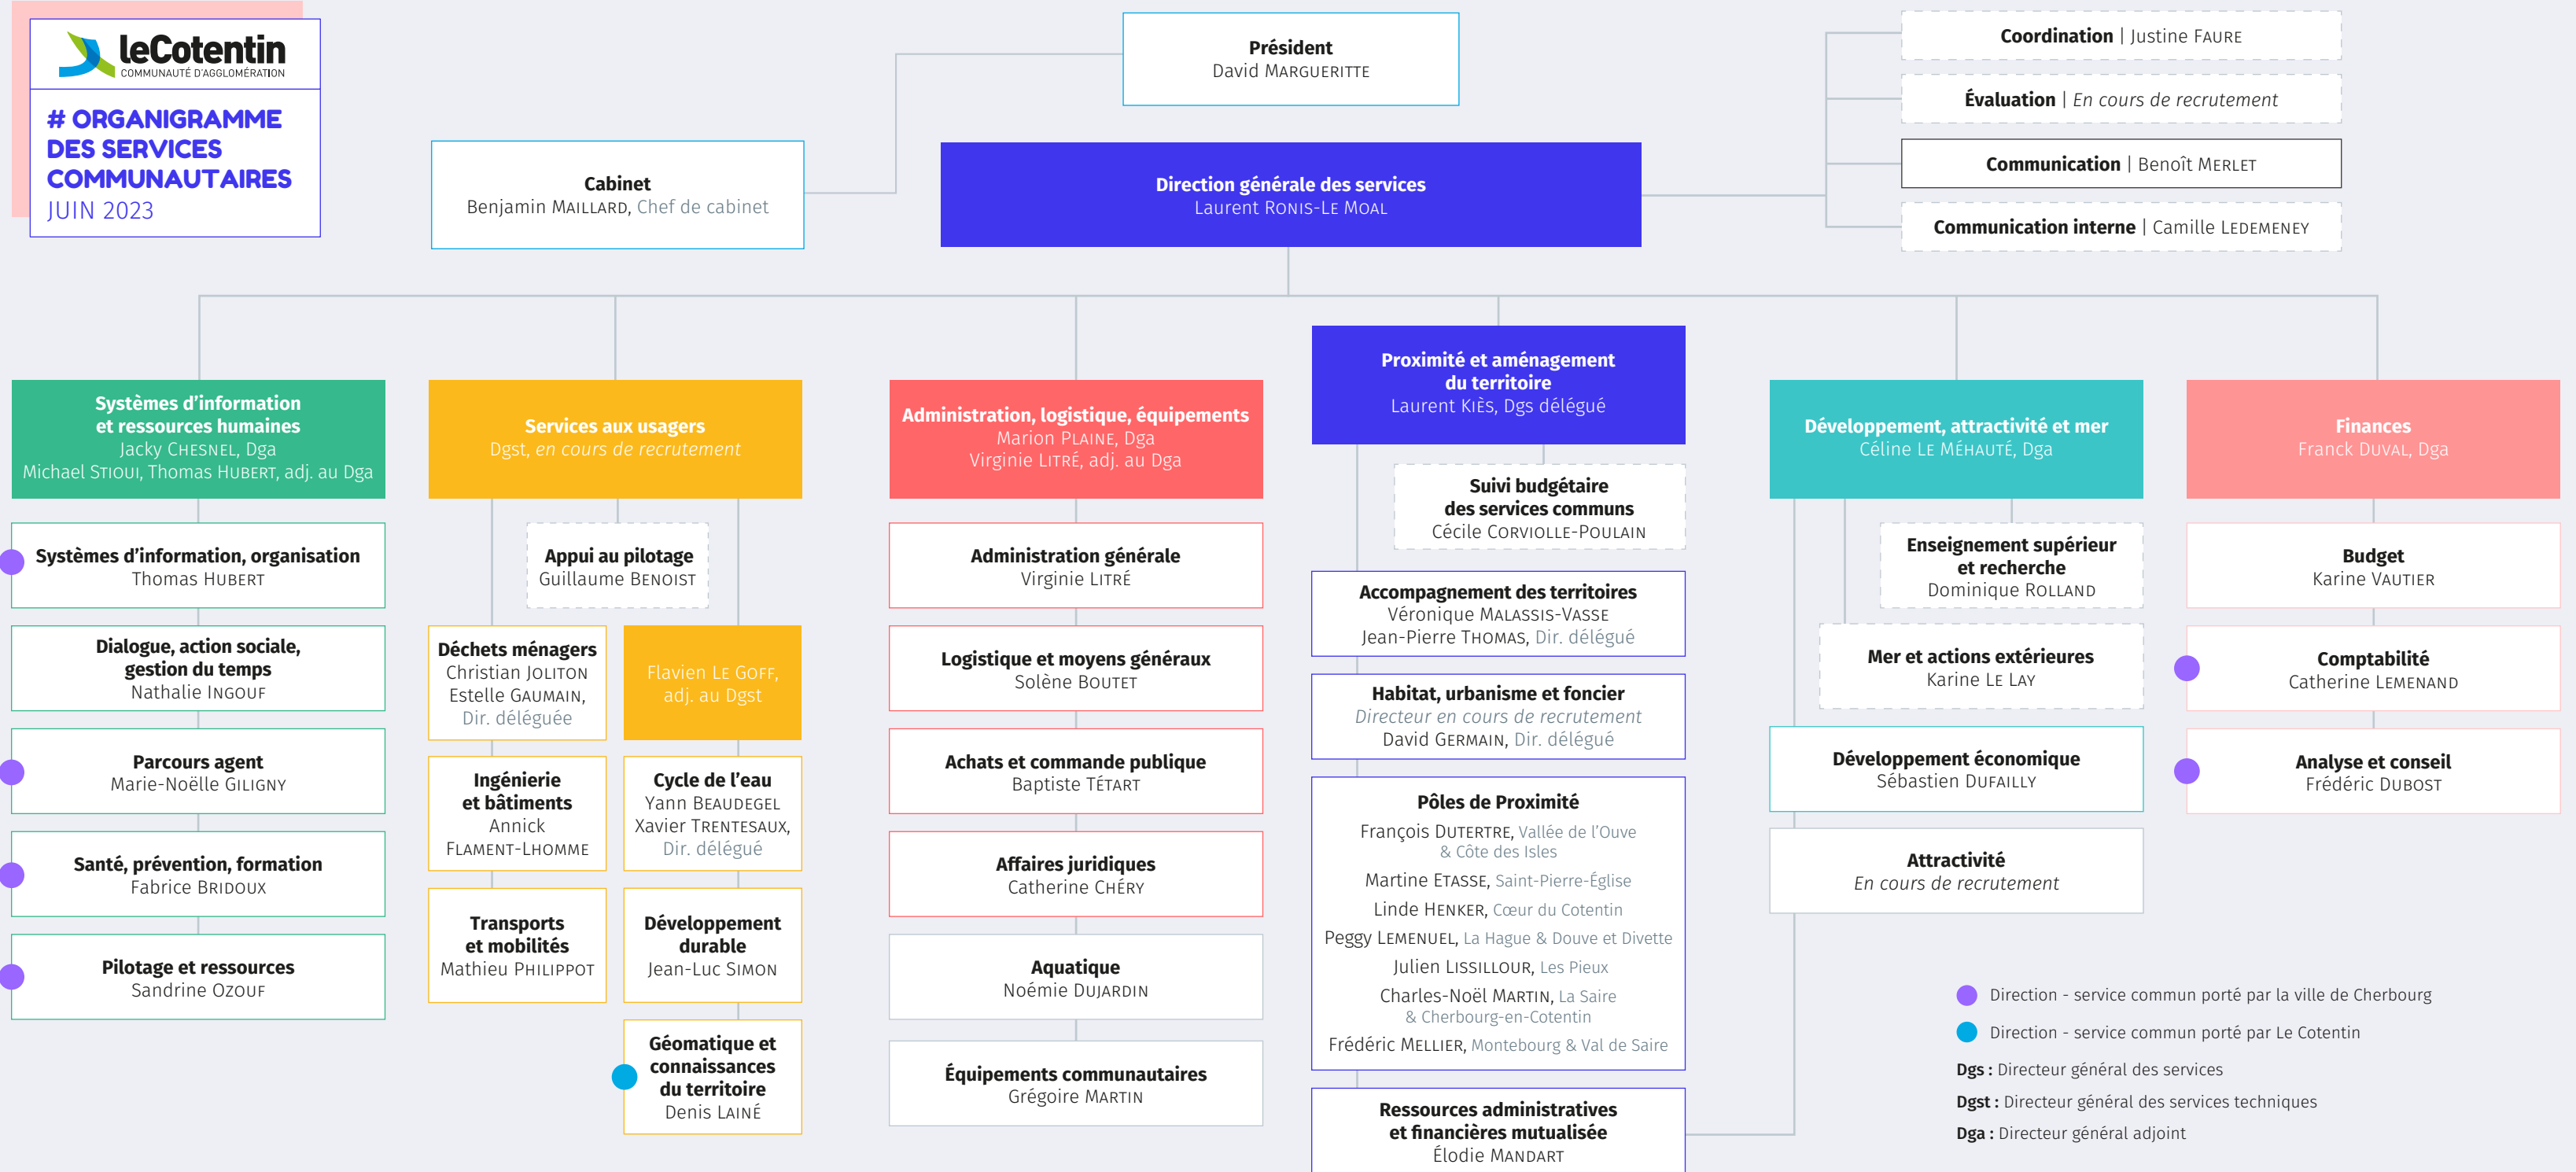 leCotentin
COMMUNAUTÉ D'AGGLOMÉRATION
# ORGANIGRAMME
DES SERVICES
COMMUNAUTAIRES
JUIN 2023
Président
David MARGUERITTE
Cabinet
Benjamin MAILLARD, Chef de cabinet
Direction générale des services
Laurent RONIS-LE MOAL
Coordination | Justine FAURE
Évaluation | En cours de recrutement
Communication | Benoît MERLET
Communication interne | Camille LEDEMENEY
Systèmes d'information
et ressources humaines
Jacky CHESNEL, Dga
Michael STIOUI, Thomas HUBERT, adj. au Dga
Systèmes d'information, organisation
Thomas HUBERT
Dialogue, action sociale,
gestion du temps
Nathalie INGOUF
Parcours agent
Marie-Noëlle GILIGNY
Santé, prévention, formation
Fabrice BRIDOUX
Pilotage et ressources
Sandrine OZOUF
Services aux usagers
Dgst, en cours de recrutement
Appui au pilotage
Guillaume BENOIST
Déchets ménagers
Christian JOLITON
Estelle GAUMAIN,
Dir. déléguée
Ingénierie
et bâtiments
Annick
FLAMENT-LHOMME
Transports
et mobilités
Mathieu PHILIPPOT
Flavien LE GOFF,
adj. au Dgst
Cycle de l'eau
Yann BEAUDEGEL
Xavier TRENTESAUX,
Dir. délégué
Développement
durable
Jean-Luc SIMON
Géomatique et
connaissances
du territoire
Denis LAINÉ
Administration, logistique, équipements
Marion PLAINE, Dga
Virginie LITRÉ, adj. au Dga
Administration générale
Virginie LITRÉ
Logistique et moyens généraux
Solène BOUTET
Achats et commande publique
Baptiste TÉTART
Affaires juridiques
Catherine CHÉRY
Aquatique
Noémie DUJARDIN
Équipements communautaires
Grégoire MARTIN
Proximité et aménagement
du territoire
Laurent KIÈS, Dgs délégué
Suivi budgétaire
des services communs
Cécile CORVIOLLE-POULAIN
Accompagnement des territoires
Véronique MALASSIS-VASSE
Jean-Pierre THOMAS, Dir. délégué
Habitat, urbanisme et foncier
Directeur en cours de recrutement
David GERMAIN, Dir. délégué
Pôles de Proximité
François DUTERTRE, Vallée de l'Ouve
& Côte des Isles
Martine ETASSE, Saint-Pierre-Église
Linde HENKER, Cœur du Cotentin
Peggy LEMENUEL, La Hague & Douve et Divette
Julien LISSILLOUR, Les Pieux
Charles-Noël MARTIN, La Saire
& Cherbourg-en-Cotentin
Frédéric MELLIER, Montebourg & Val de Saire
Ressources administratives
et financières mutualisée
Élodie MANDART
Développement, attractivité et mer
Céline LE MÉHAUTÉ, Dga
Enseignement supérieur
et recherche
Dominique ROLLAND
Mer et actions extérieures
Karine LE LAY
Développement économique
Sébastien DUFAILLY
Attractivité
En cours de recrutement
Finances
Franck DUVAL, Dga
Budget
Karine VAUTIER
Comptabilité
Catherine LEMENAND
Analyse et conseil
Frédéric DUBOST
Direction - service commun porté par la ville de Cherbourg
Direction - service commun porté par Le Cotentin
Dgs : Directeur général des services
Dgst : Directeur général des services techniques
Dga : Directeur général adjoint